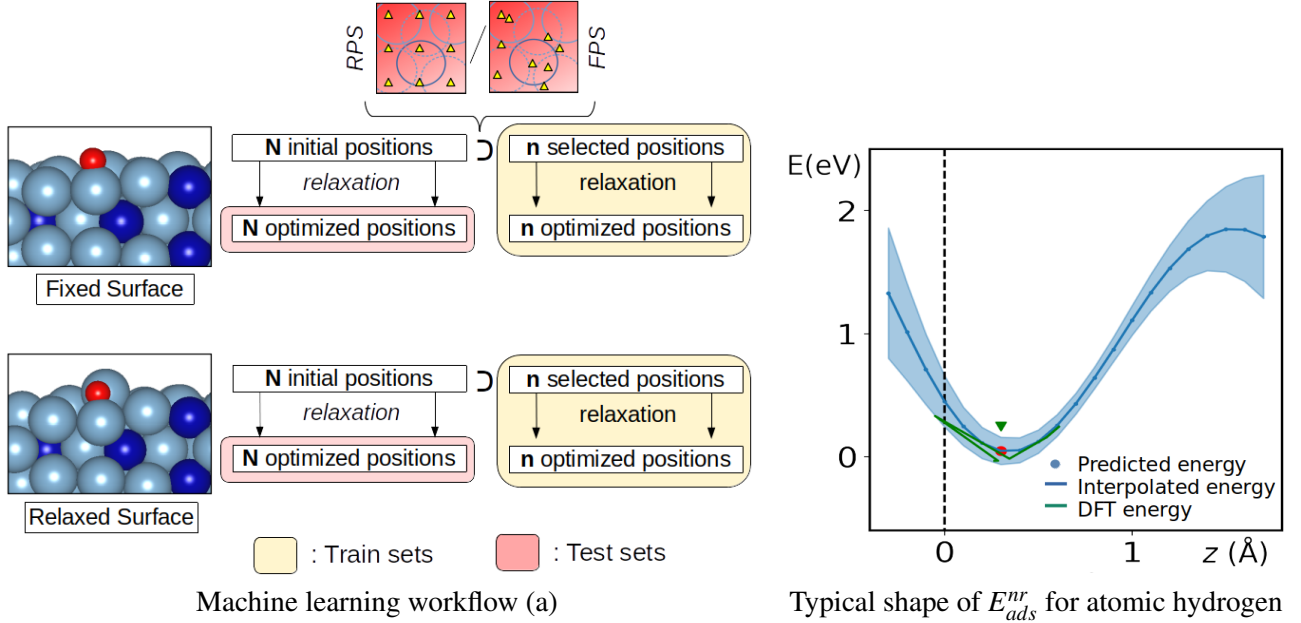 RPS
FPS
N initial positions
⊃
n selected positions
relaxation
relaxation
N optimized positions
n optimized positions
Fixed Surface
N initial positions
⊃
n selected positions
relaxation
relaxation
N optimized positions
n optimized positions
Relaxed Surface
: Train sets
: Test sets
Machine learning workflow (a)
E(eV)
2
1
0
Predicted energy
Interpolated energy
DFT energy
0
1
z (Å)
Typical shape of E_{ads}^{nr} for atomic hydrogen